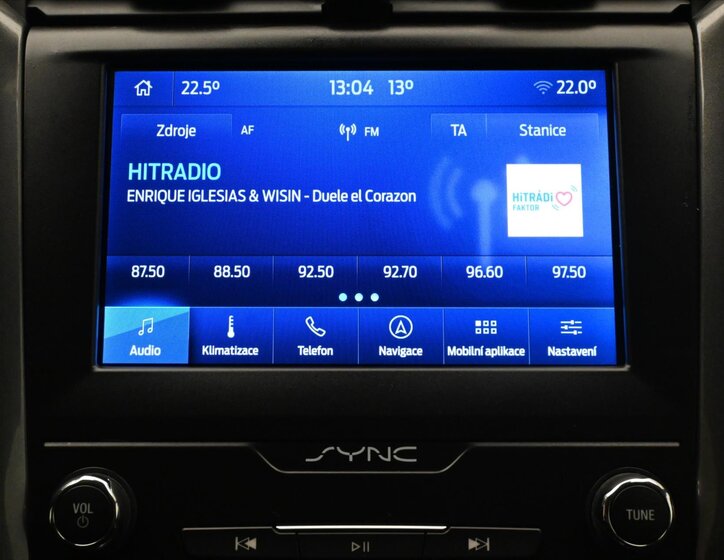 22.5° 13:04 13° 22.0°
Zdroje AF FM TA Stanice
HITRADIO
ENRIQUE IGLESIAS & WISIN - Duele el Corazon
HiTRÁDi
FAKTOR
87.50 88.50 92.50 92.70 96.60 97.50
Audio Klimatizace Telefon Navigace Mobilní aplikace Nastavení
SYNC
VOL TUNE